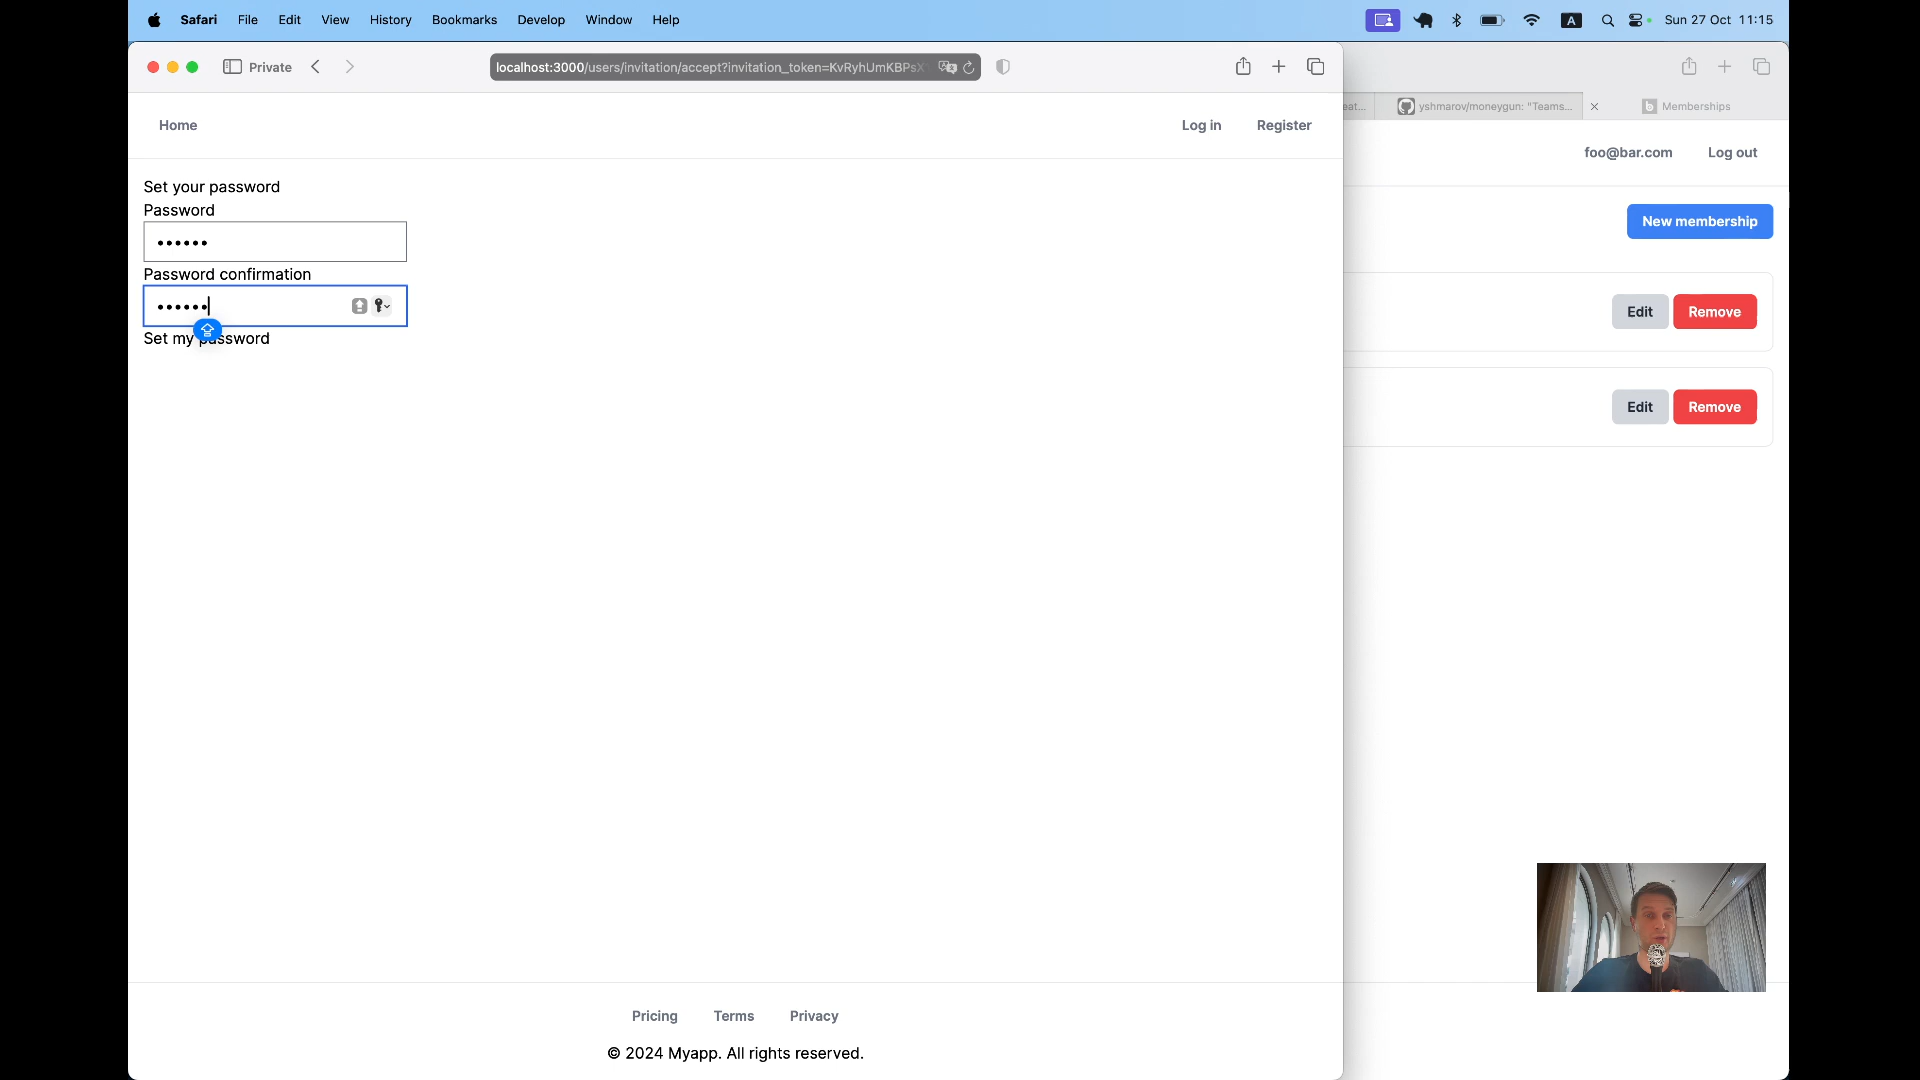 Safari File Edit View History Bookmarks Develop Window Help
A Sun 27 Oct 11:15
Private
localhost:3000/users/invitation/accept?invitation_token=KvRyhUmKBPsX
eat...
yshmarov/moneygun: "Teams...
b Memberships
Home
Log in
Register
foo@bar.com
Log out
New membership
Set your password
Password
••••••
Password confirmation
••••••
Set my password
Edit
Remove
Edit
Remove
Pricing
Terms
Privacy
© 2024 Myapp. All rights reserved.